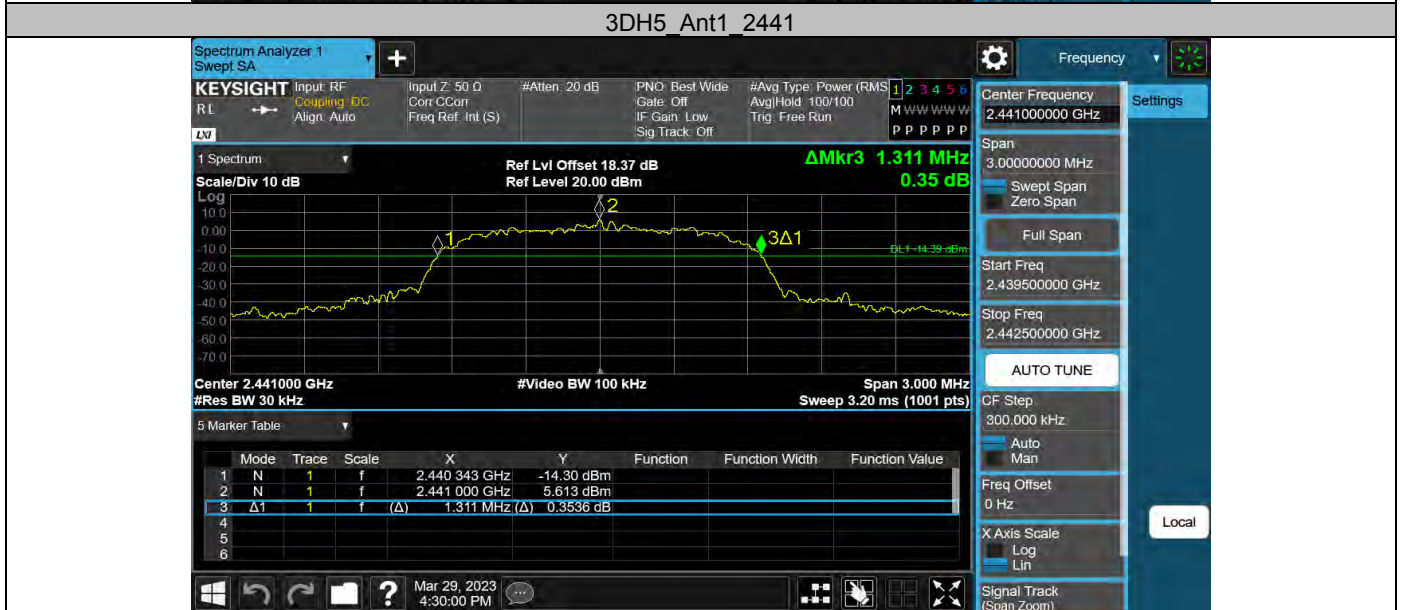 3DH5_Ant1_2441
Spectrum Analyzer 1
Swept SA
+
Frequency
KEYSIGHT
RL
LXI
Input: RF
Coupling: DC
Align: Auto
Input Z: 50 Ω
Corr CCorr
Freq Ref: Int (S)
#Atten: 20 dB
PNO: Best Wide
Gate: Off
IF Gain: Low
Sig Track: Off
#Avg Type: Power (RMS
Avg|Hold: 100/100
Trig: Free Run
1 2 3 4 5 6
M W W W W W
P P P P P P
Center Frequency
2.441000000 GHz
Settings
Span
3.00000000 MHz
Swept Span
Zero Span
Full Span
Start Freq
2.439500000 GHz
Stop Freq
2.442500000 GHz
AUTO TUNE
CF Step
300.000 kHz
Auto
Man
Freq Offset
0 Hz
X Axis Scale
Log
Lin
Signal Track
(Span Zoom)
Local
1 Spectrum
Scale/Div 10 dB
Ref Lvl Offset 18.37 dB
Ref Level 20.00 dBm
ΔMkr3 1.311 MHz
0.35 dB
Log
10.0
0.00
-10.0
-20.0
-30.0
-40.0
-50.0
-60.0
-70.0
1
2
3Δ1
DL1 -14.39 dBm
Center 2.441000 GHz
#Video BW 100 kHz
Span 3.000 MHz
#Res BW 30 kHz
Sweep 3.20 ms (1001 pts)
5 Marker Table
Mode Trace Scale X Y Function Function Width Function Value
1 N 1 f 2.440 343 GHz -14.30 dBm
2 N 1 f 2.441 000 GHz 5.613 dBm
3 Δ1 1 f (Δ) 1.311 MHz (Δ) 0.3536 dB
4
5
6
?
Mar 29, 2023
4:30:00 PM